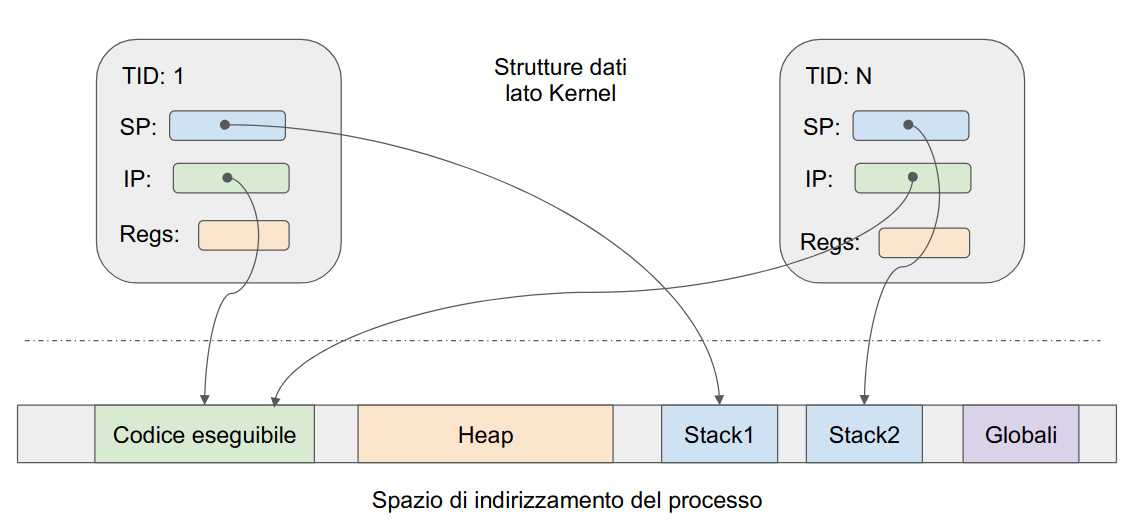 TID: 1
SP:
IP:
Regs:
Strutture dati
lato Kernel
TID: N
SP:
IP:
Regs:
Codice eseguibile
Heap
Stack1
Stack2
Globali
Spazio di indirizzamento del processo